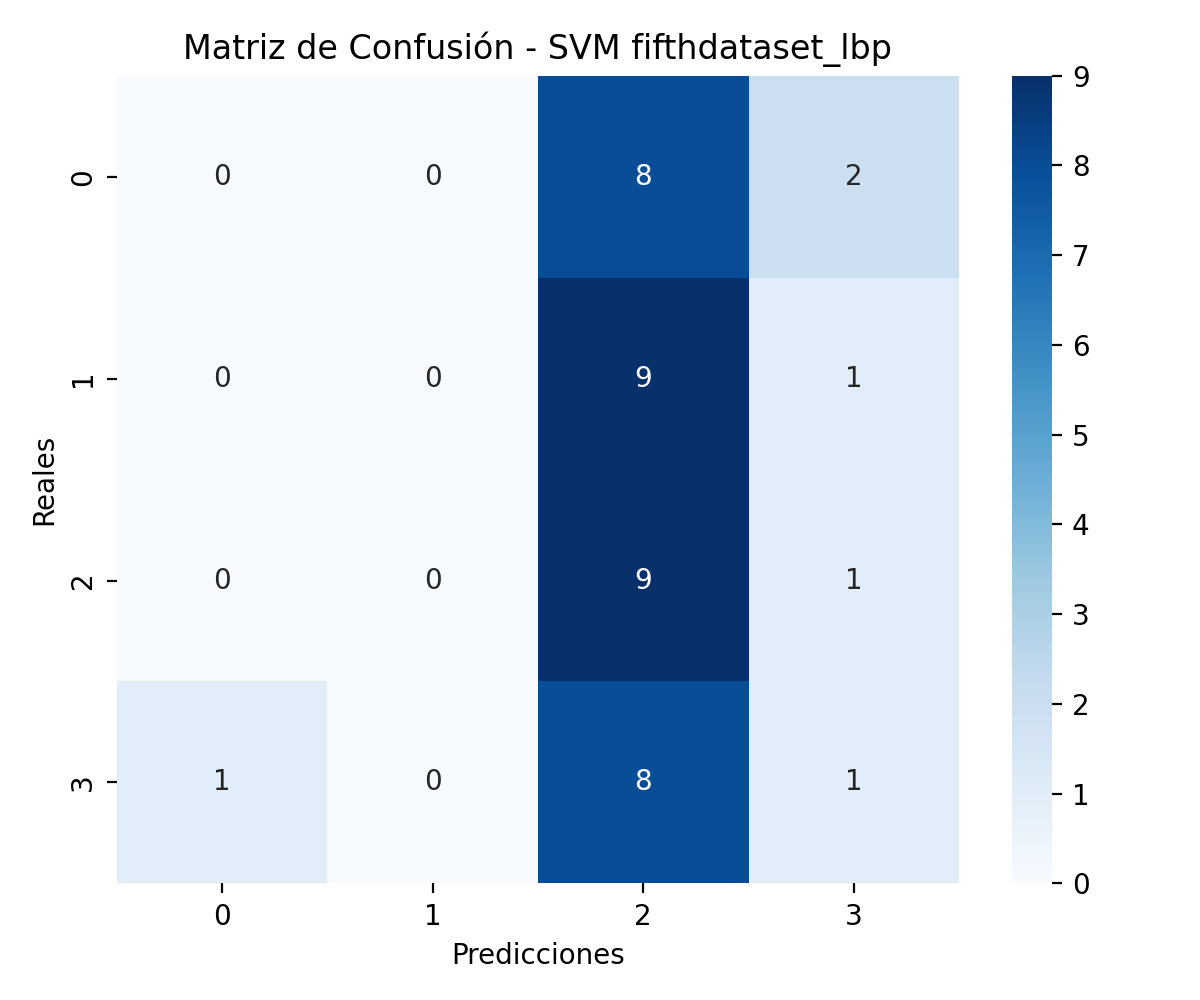 Matriz de Confusión - SVM fifthdataset_lbp
0 0 0 8 2
1 0 0 9 1
2 0 0 9 1
3 1 0 8 1
0 1 2 3
Predicciones
Reales
9
8
7
6
5
4
3
2
1
0